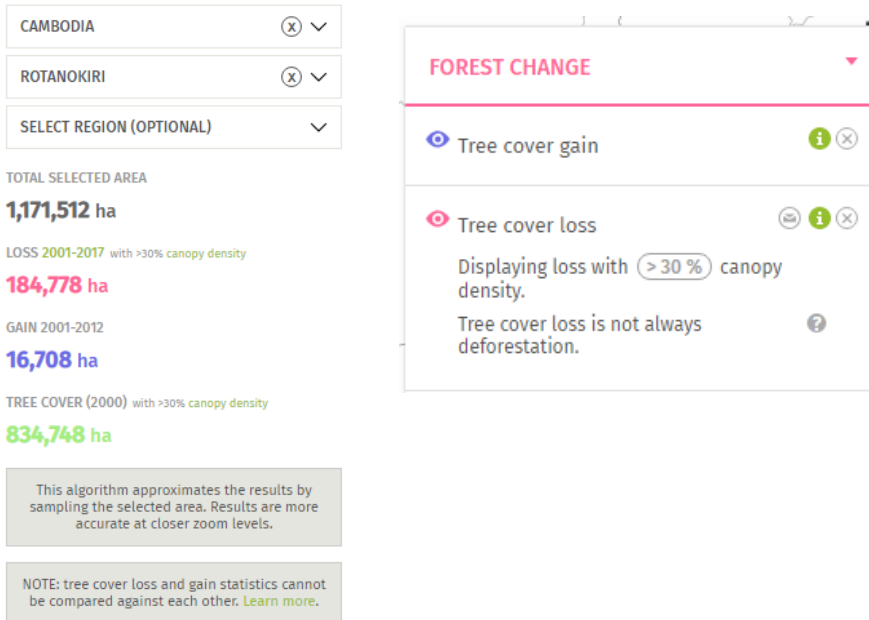 CAMBODIA
ROTANOKIRI
SELECT REGION (OPTIONAL)
TOTAL SELECTED AREA
1,171,512 ha
LOSS 2001-2017 with >30% canopy density
184,778 ha
GAIN 2001-2012
16,708 ha
TREE COVER (2000) with >30% canopy density
834,748 ha
This algorithm approximates the results by
sampling the selected area. Results are more
accurate at closer zoom levels.
NOTE: tree cover loss and gain statistics cannot
be compared against each other. Learn more.
FOREST CHANGE
Tree cover gain
Tree cover loss
Displaying loss with > 30 % canopy
density.
Tree cover loss is not always
deforestation.